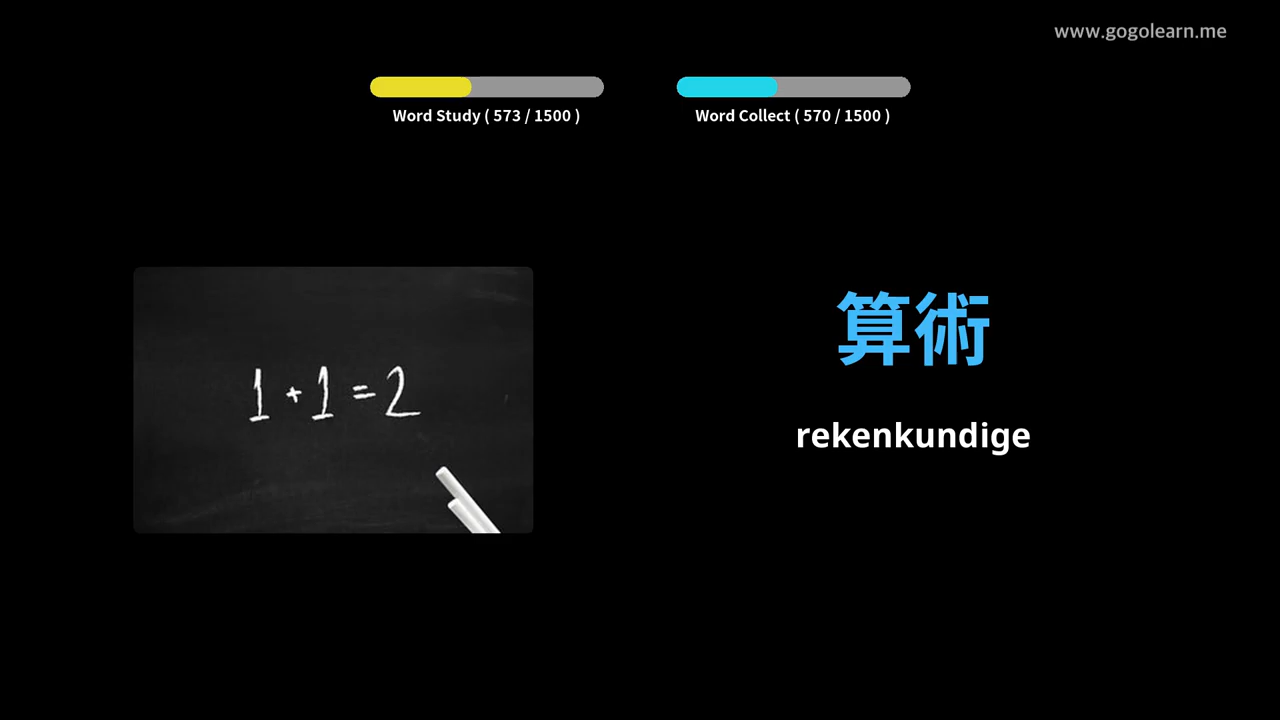 www.gogolearn.me
Word Study ( 573 / 1500 )
Word Collect ( 570 / 1500 )
1 + 1 = 2
算術
rekenkundige